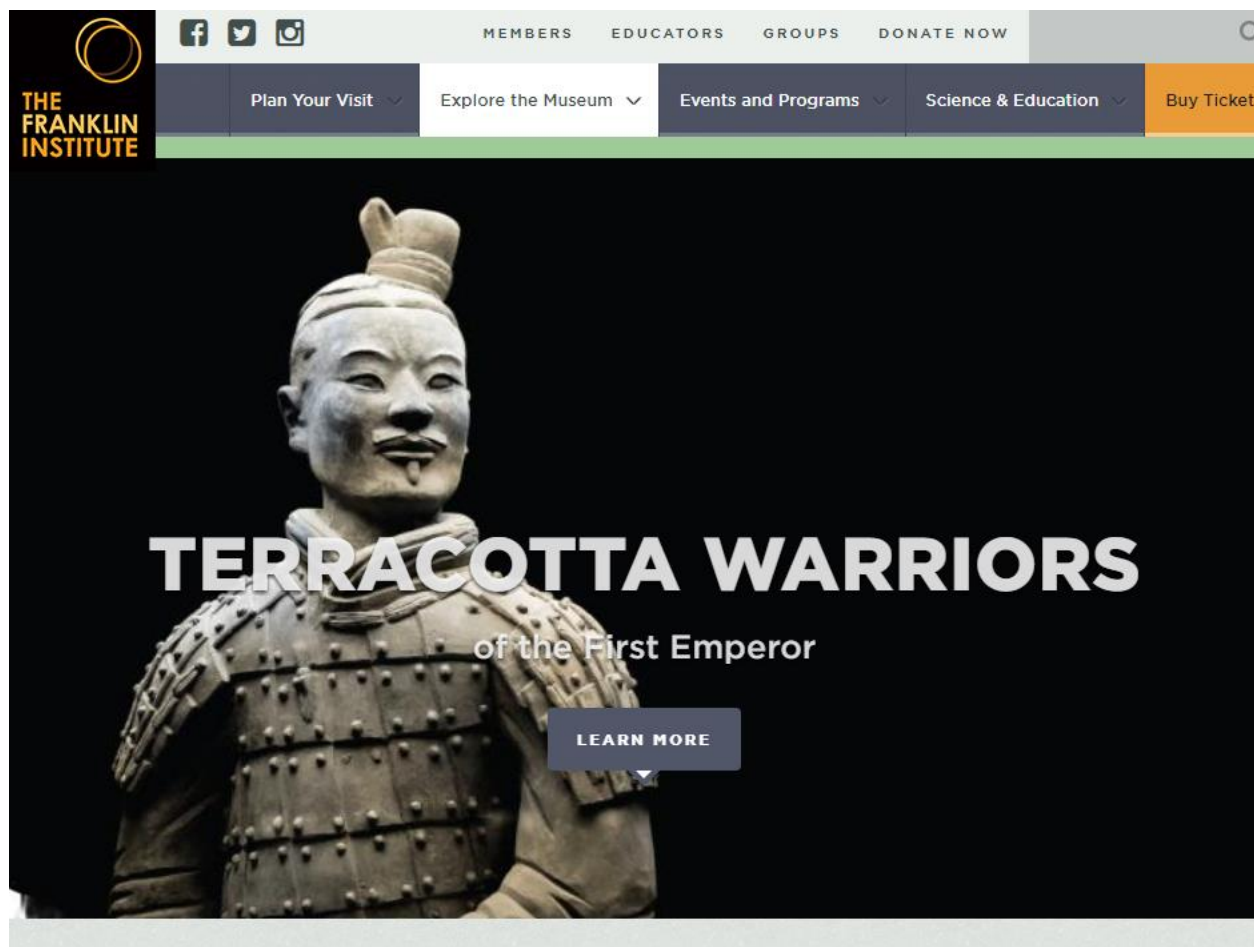 MEMBERS EDUCATORS GROUPS DONATE NOW
THE
FRANKLIN
INSTITUTE
Plan Your Visit Explore the Museum Events and Programs Science & Education Buy Ticket
TERRACOTTA WARRIORS
of the First Emperor
LEARN MORE